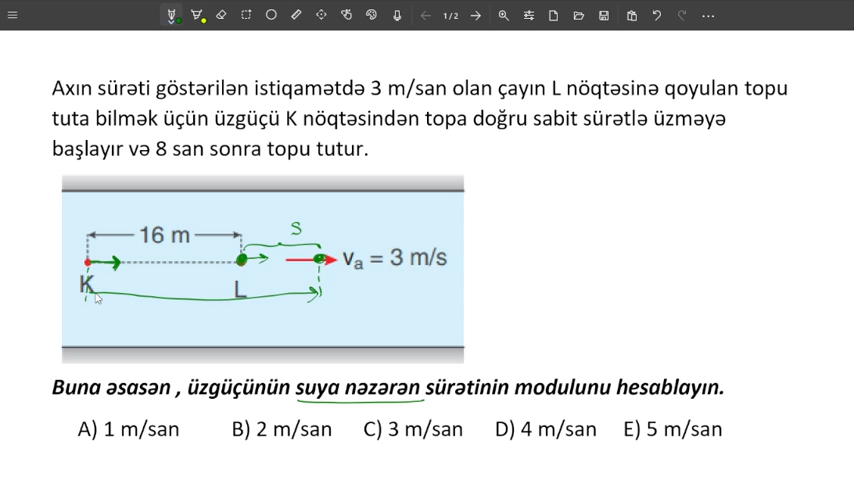 1/2
Axın sürəti göstərilən istiqamətdə 3 m/san olan çayın L nöqtəsinə qoyulan topu
tuta bilmək üçün üzgüçü K nöqtəsindən topa doğru sabit sürətlə üzməyə
başlayır və 8 san sonra topu tutur.
16 m
S
K
L
va = 3 m/s
Buna əsasən , üzgüçünün suya nəzərən sürətinin modulunu hesablayın.
A) 1 m/san B) 2 m/san C) 3 m/san D) 4 m/san E) 5 m/san